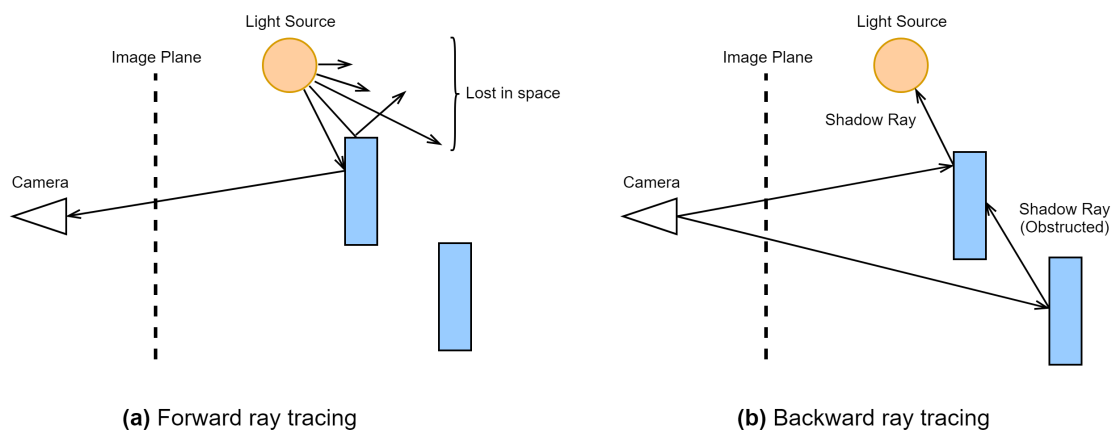 Light Source
Image Plane
Lost in space
Camera
(a) Forward ray tracing
Light Source
Image Plane
Shadow Ray
Camera
Shadow Ray
(Obstructed)
(b) Backward ray tracing